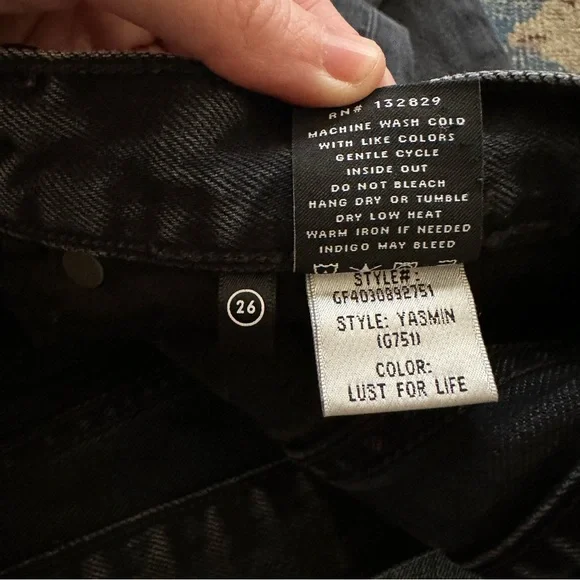 RN# 132829
MACHINE WASH COLD
WITH LIKE COLORS
GENTLE CYCLE
INSIDE OUT
DO NOT BLEACH
HANG DRY OR TUMBLE
DRY LOW HEAT
WARM IRON IF NEEDED
INDIGO MAY BLEED
26
STYLE#:
GF4030892751
STYLE: YASMIN
(G751)
COLOR:
LUST FOR LIFE